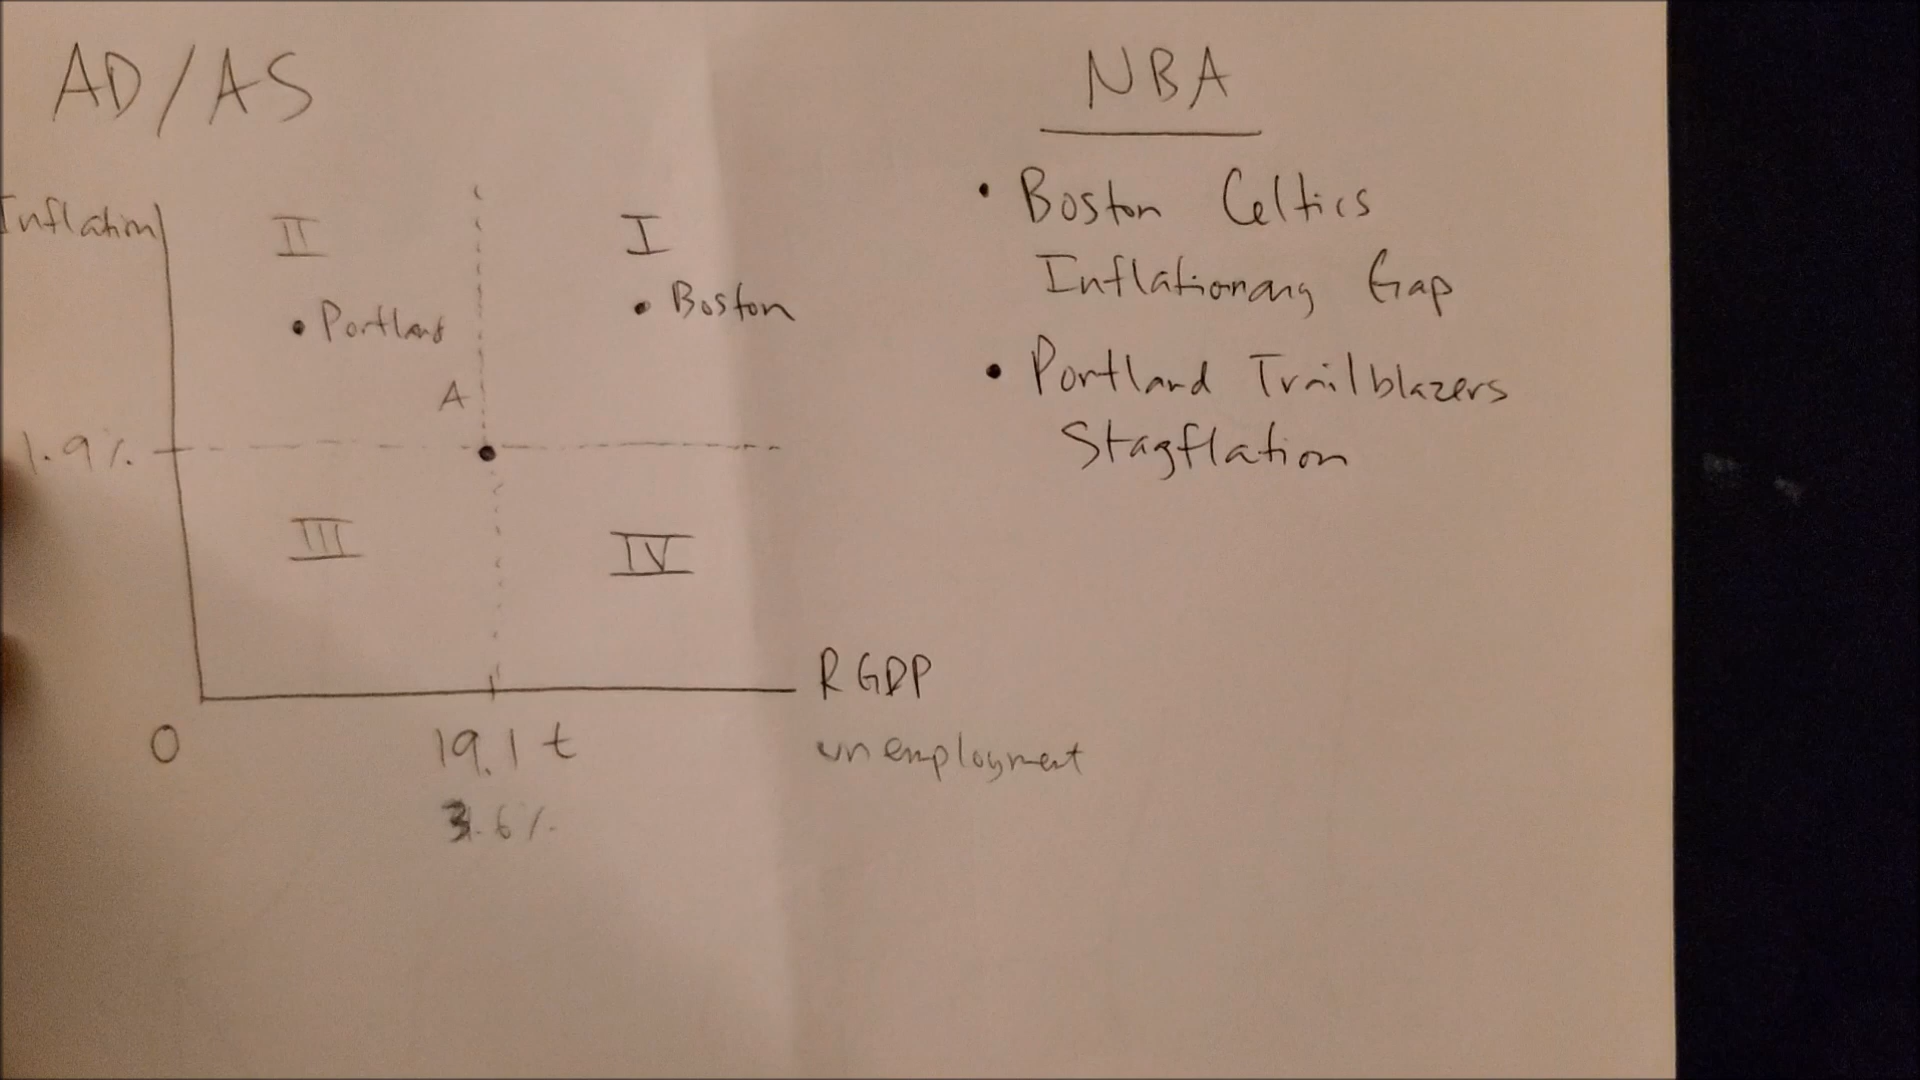 AD/AS
Inflation
II
I
• Portland
• Boston
A
1.9%
III
IV
RGDP
0
19.1 t
unemployment
3.6%
NBA
• Boston Celtics
Inflationary Gap
• Portland Trailblazers
Stagflation